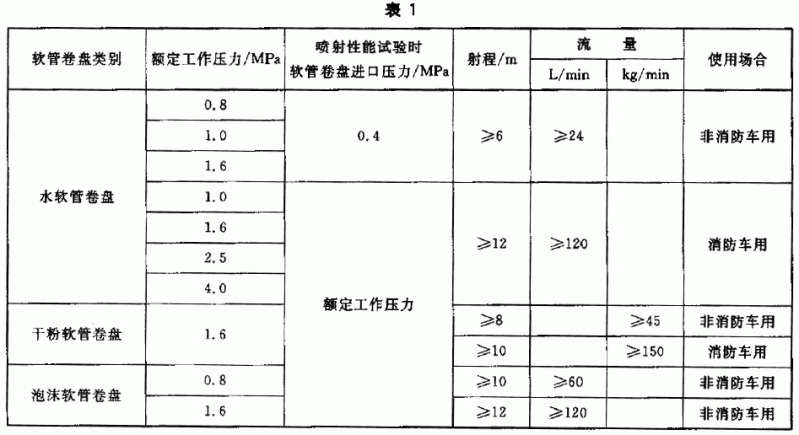 表 1
软管卷盘类别 额定工作压力/MPa 喷射性能试验时 软管卷盘进口压力/MPa 射程/m 流 量 使用场合
L/min kg/min
水软管卷盘 0.8 0.4 ≥6 ≥24 非消防车用
1.0
1.6
1.0 额定工作压力 ≥12 ≥120 消防车用
1.6
2.5
4.0
干粉软管卷盘 1.6 ≥8 ≥45 非消防车用
≥10 ≥150 消防车用
泡沫软管卷盘 0.8 ≥10 ≥60 非消防车用
1.6 ≥12 ≥120 非消防车用